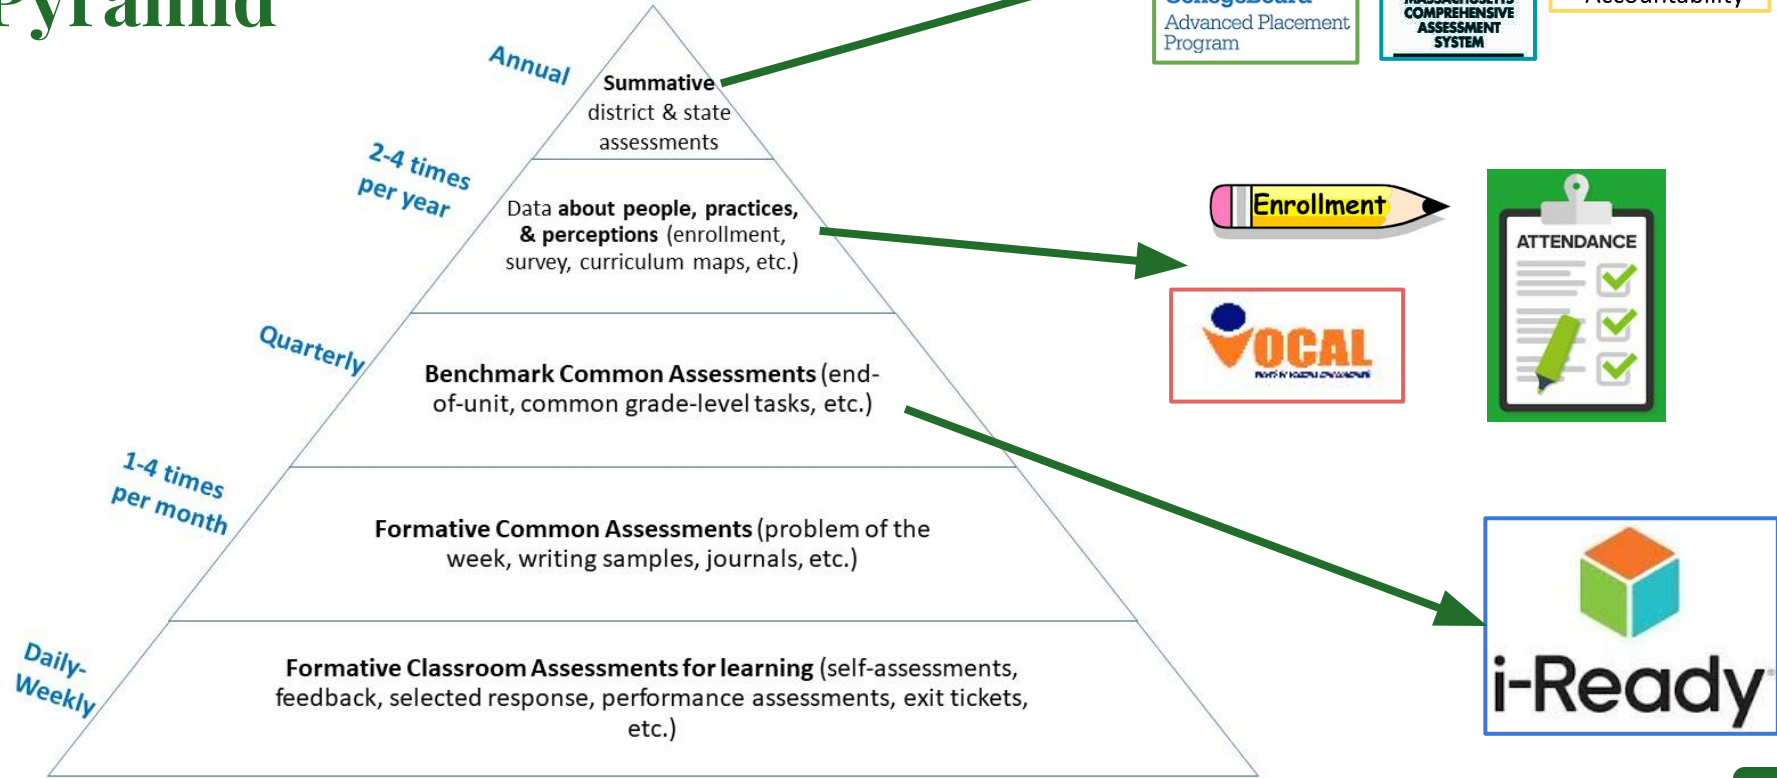 Pyramid
CollegeBoard
Advanced Placement
Program
MASSACHUSETTS
COMPREHENSIVE
ASSESSMENT
SYSTEM
Accountability
Annual
Summative
district & state
assessments
2-4 times
per year
Data about people, practices,
& perceptions (enrollment,
survey, curriculum maps, etc.)
Enrollment
ATTENDANCE
VOCAL
Quarterly
Benchmark Common Assessments (end-
of-unit, common grade-level tasks, etc.)
1-4 times
per month
Formative Common Assessments (problem of the
week, writing samples, journals, etc.)
i-Ready
Daily-
Weekly
Formative Classroom Assessments for learning (self-assessments,
feedback, selected response, performance assessments, exit tickets,
etc.)